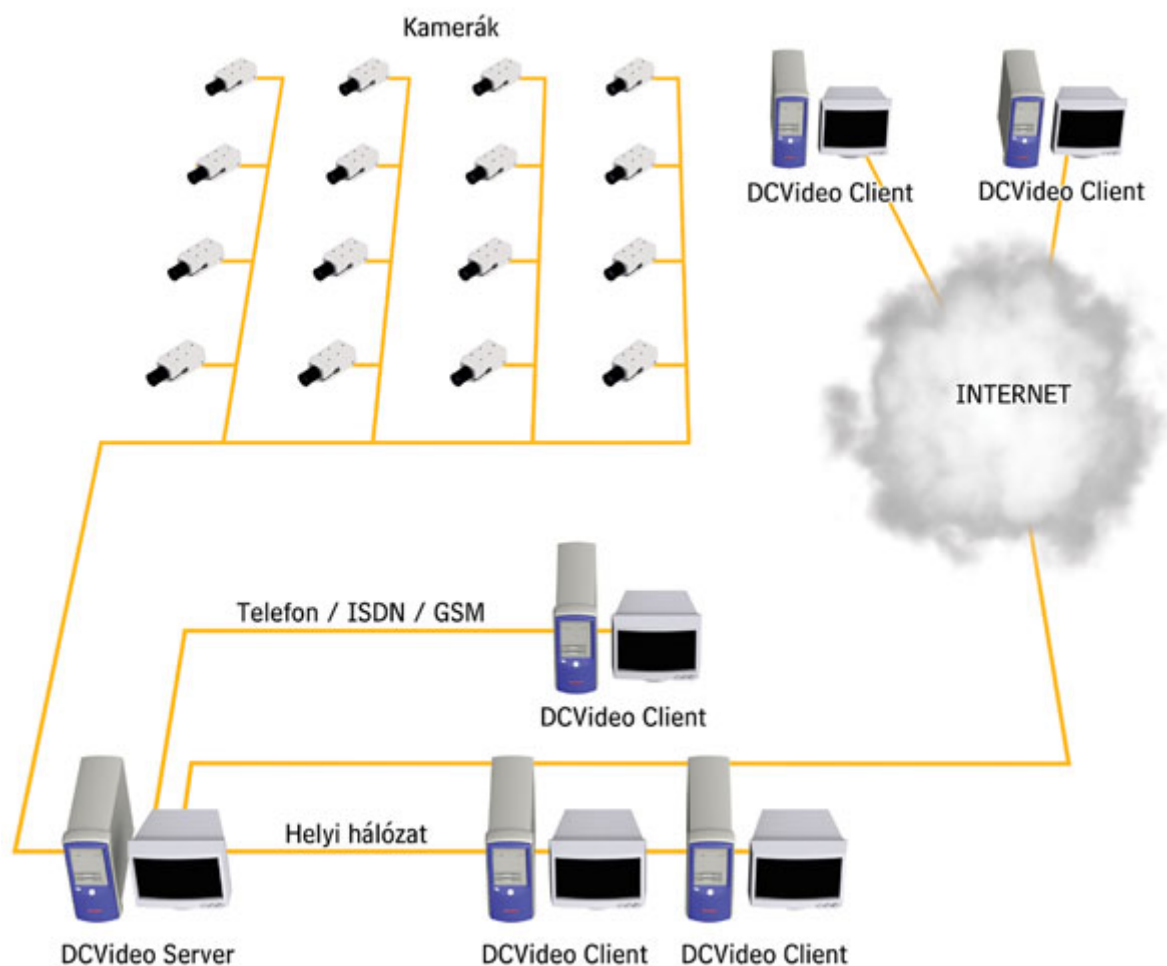 Kamerák
DCVideo Client
DCVideo Client
INTERNET
Telefon / ISDN / GSM
DCVideo Client
Helyi hálózat
DCVideo Server
DCVideo Client
DCVideo Client